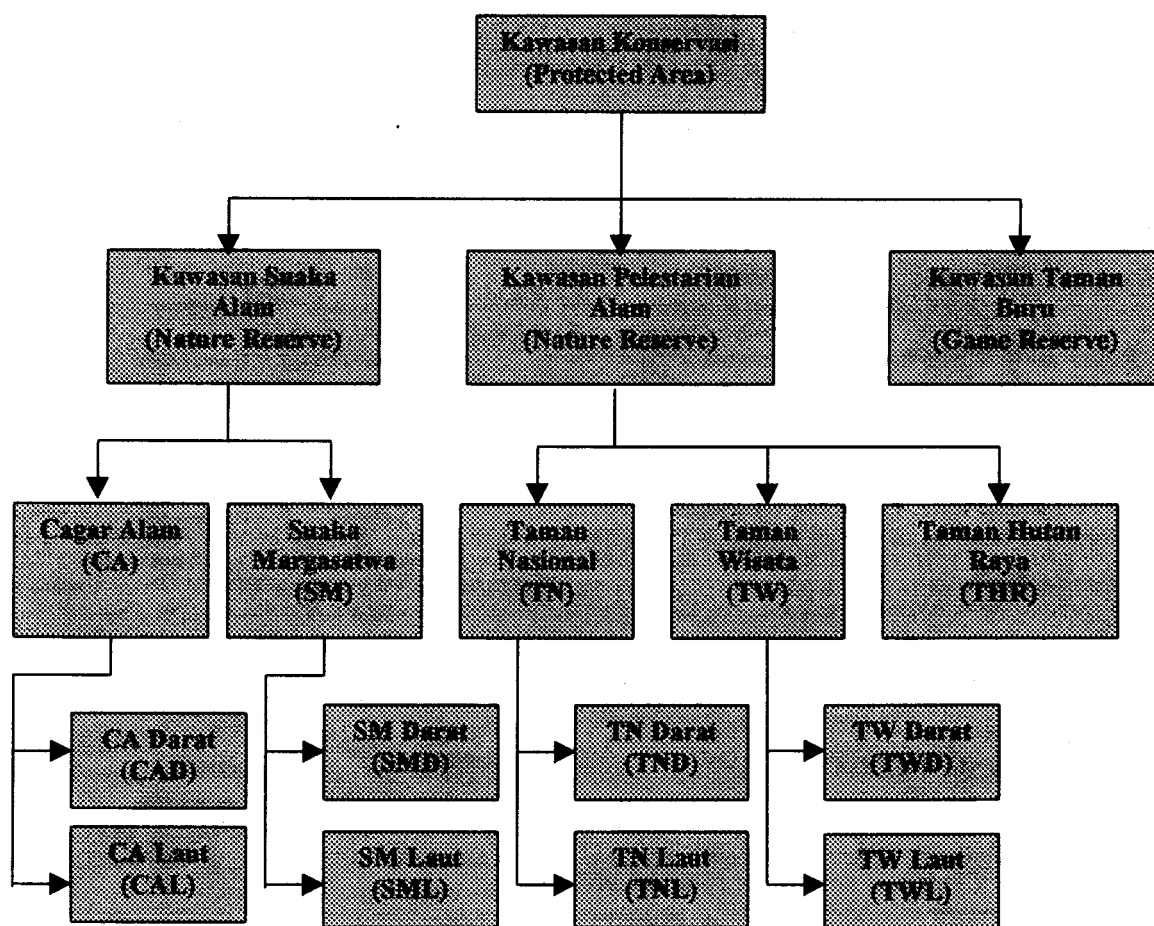 Kawasan Konservasi
(Protected Area)
Kawasan Suaka
Alam
(Nature Reserve)
Kawasan Pelestarian
Alam
(Nature Reserve)
Kawasan Taman
Buru
(Game Reserve)
Cagar Alam
(CA)
Suaka
Margasatwa
(SM)
Taman
Nasional
(TN)
Taman
Wisata
(TW)
Taman Hutan
Raya
(THR)
CA Darat
(CAD)
SM Darat
(SMD)
TN Darat
(TND)
TW Darat
(TWD)
CA Laut
(CAL)
SM Laut
(SML)
TN Laut
(TNL)
TW Laut
(TWL)